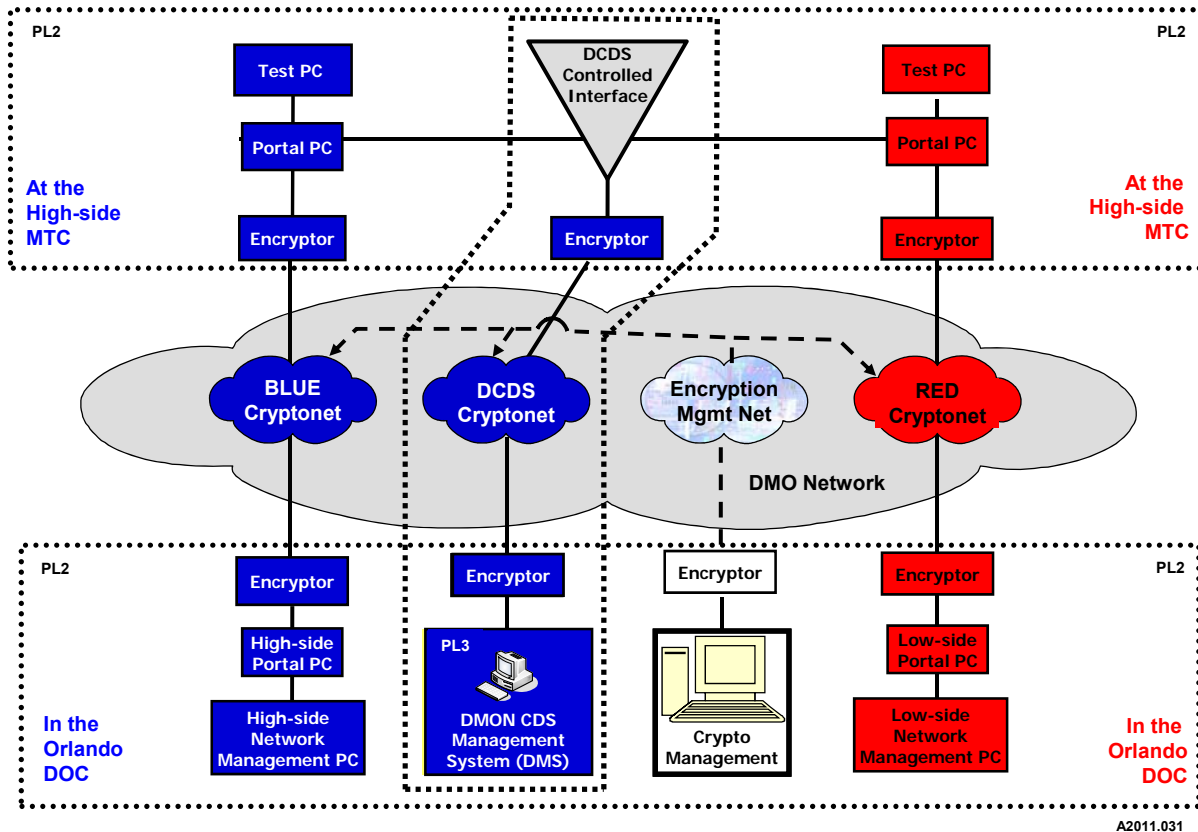 PL2
PL2
Test PC
DCDS
Controlled
Interface
Test PC
Portal PC
Portal PC
At the
High-side
MTC
At the
High-side
MTC
Encryptor
Encryptor
Encryptor
BLUE
Cryptonet
DCDS
Cryptonet
Encryption
Mgmt Net
RED
Cryptonet
DMO Network
PL2
PL2
Encryptor
Encryptor
Encryptor
Encryptor
High-side
Portal PC
PL3
Low-side
Portal PC
In the
Orlando
DOC
High-side
Network
Management PC
DMON CDS
Management
System (DMS)
Crypto
Management
Low-side
Network
Management PC
In the
Orlando
DOC
A2011.031